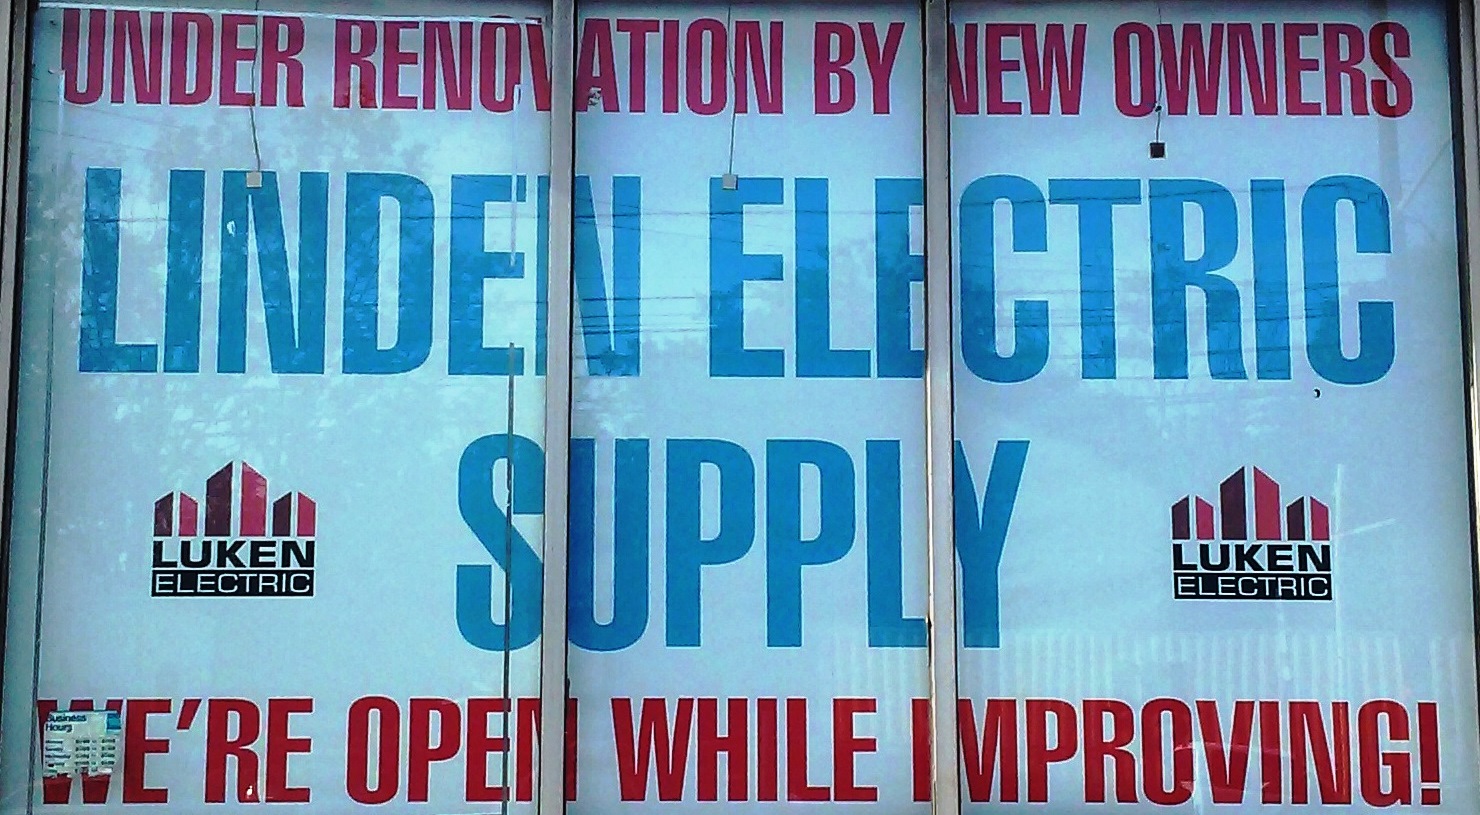 UNDER RENOVATION BY NEW OWNERS
LINDEN ELECTRIC
SUPPLY
LUKEN
ELECTRIC
LUKEN
ELECTRIC
WE'RE OPEN WHILE IMPROVING!
Business
Hours